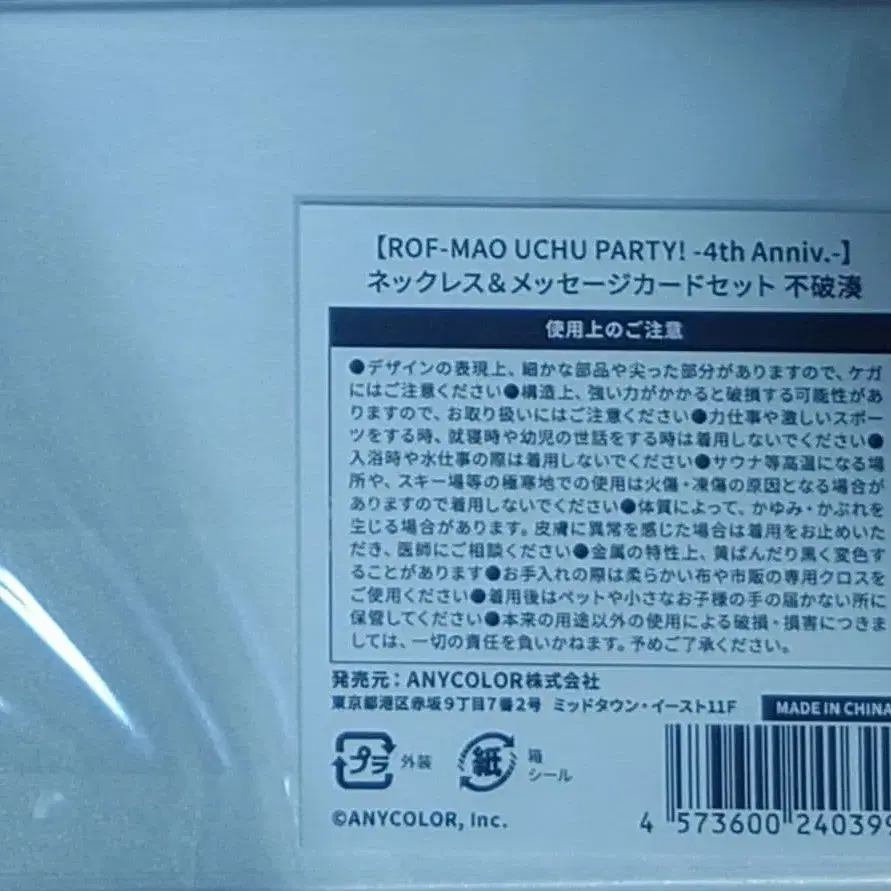 【ROF-MAO UCHU PARTY! -4th Anniv.-】
ネックレス＆メッセージカードセット 不破湊
使用上のご注意
●デザインの表現上、細かな部品や尖った部分がありますので、ケガ
にはご注意ください●構造上、強い力がかかると破損する可能性があ
りますので、お取り扱いにはご注意ください●力仕事や激しいスポー
ツをする時、就寝時や幼児の世話をする時は着用しないでください●
入浴時や水仕事の際は着用しないでください●サウナ等高温になる場
所や、スキー場等の極寒地での使用は火傷・凍傷の原因となる場合が
ありますので着用しないでください●体質によって、かゆみ・かぶれを
生じる場合があります。皮膚に異常を感じた場合は着用をお止めいた
だき、医師にご相談ください●金属の特性上、黄ばんだり黒く変色す
ることがあります●お手入れの際は柔らかい布や市販の専用クロスを
ご使用ください●着用後はペットや小さなお子様の手の届かない所に
保管してください●本来の用途以外の使用による破損・損害につきま
しては、一切の責任を負いかねます。予めご了承ください。
発売元：ANYCOLOR株式会社
東京都港区赤坂9丁目7番2号 ミッドタウン・イースト11F
MADE IN CHINA
プラ 外装
紙 箱
シール
©ANYCOLOR, Inc.
4 573600 240399